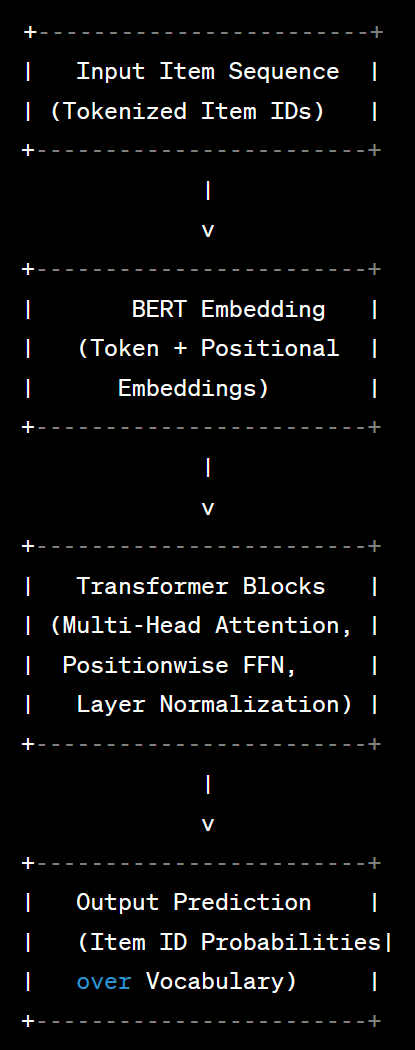 +------------------------+
|   Input Item Sequence  |
| (Tokenized Item IDs)   |
+------------------------+
             |
             v
+------------------------+
|       BERT Embedding   |
|   (Token + Positional  |
|      Embeddings)       |
+------------------------+
             |
             v
+------------------------+
|   Transformer Blocks   |
| (Multi-Head Attention, |
|  Positionwise FFN,     |
|   Layer Normalization) |
+------------------------+
             |
             v
+------------------------+
|   Output Prediction    |
|   (Item ID Probabilities|
|   over Vocabulary)     |
+------------------------+